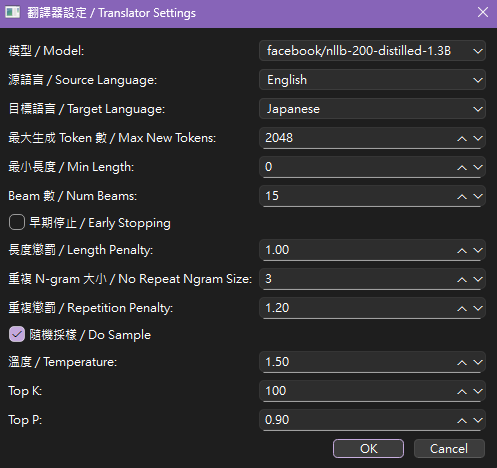 翻譯器設定 / Translator Settings
模型 / Model: facebook/nllb-200-distilled-1.3B
源語言 / Source Language: English
目標語言 / Target Language: Japanese
最大生成 Token 數 / Max New Tokens: 2048
最小長度 / Min Length: 0
Beam 數 / Num Beams: 15
早期停止 / Early Stopping
長度懲罰 / Length Penalty: 1.00
重複 N-gram 大小 / No Repeat Ngram Size: 3
重複懲罰 / Repetition Penalty: 1.20
隨機採樣 / Do Sample
溫度 / Temperature: 1.50
Top K: 100
Top P: 0.90
OK Cancel